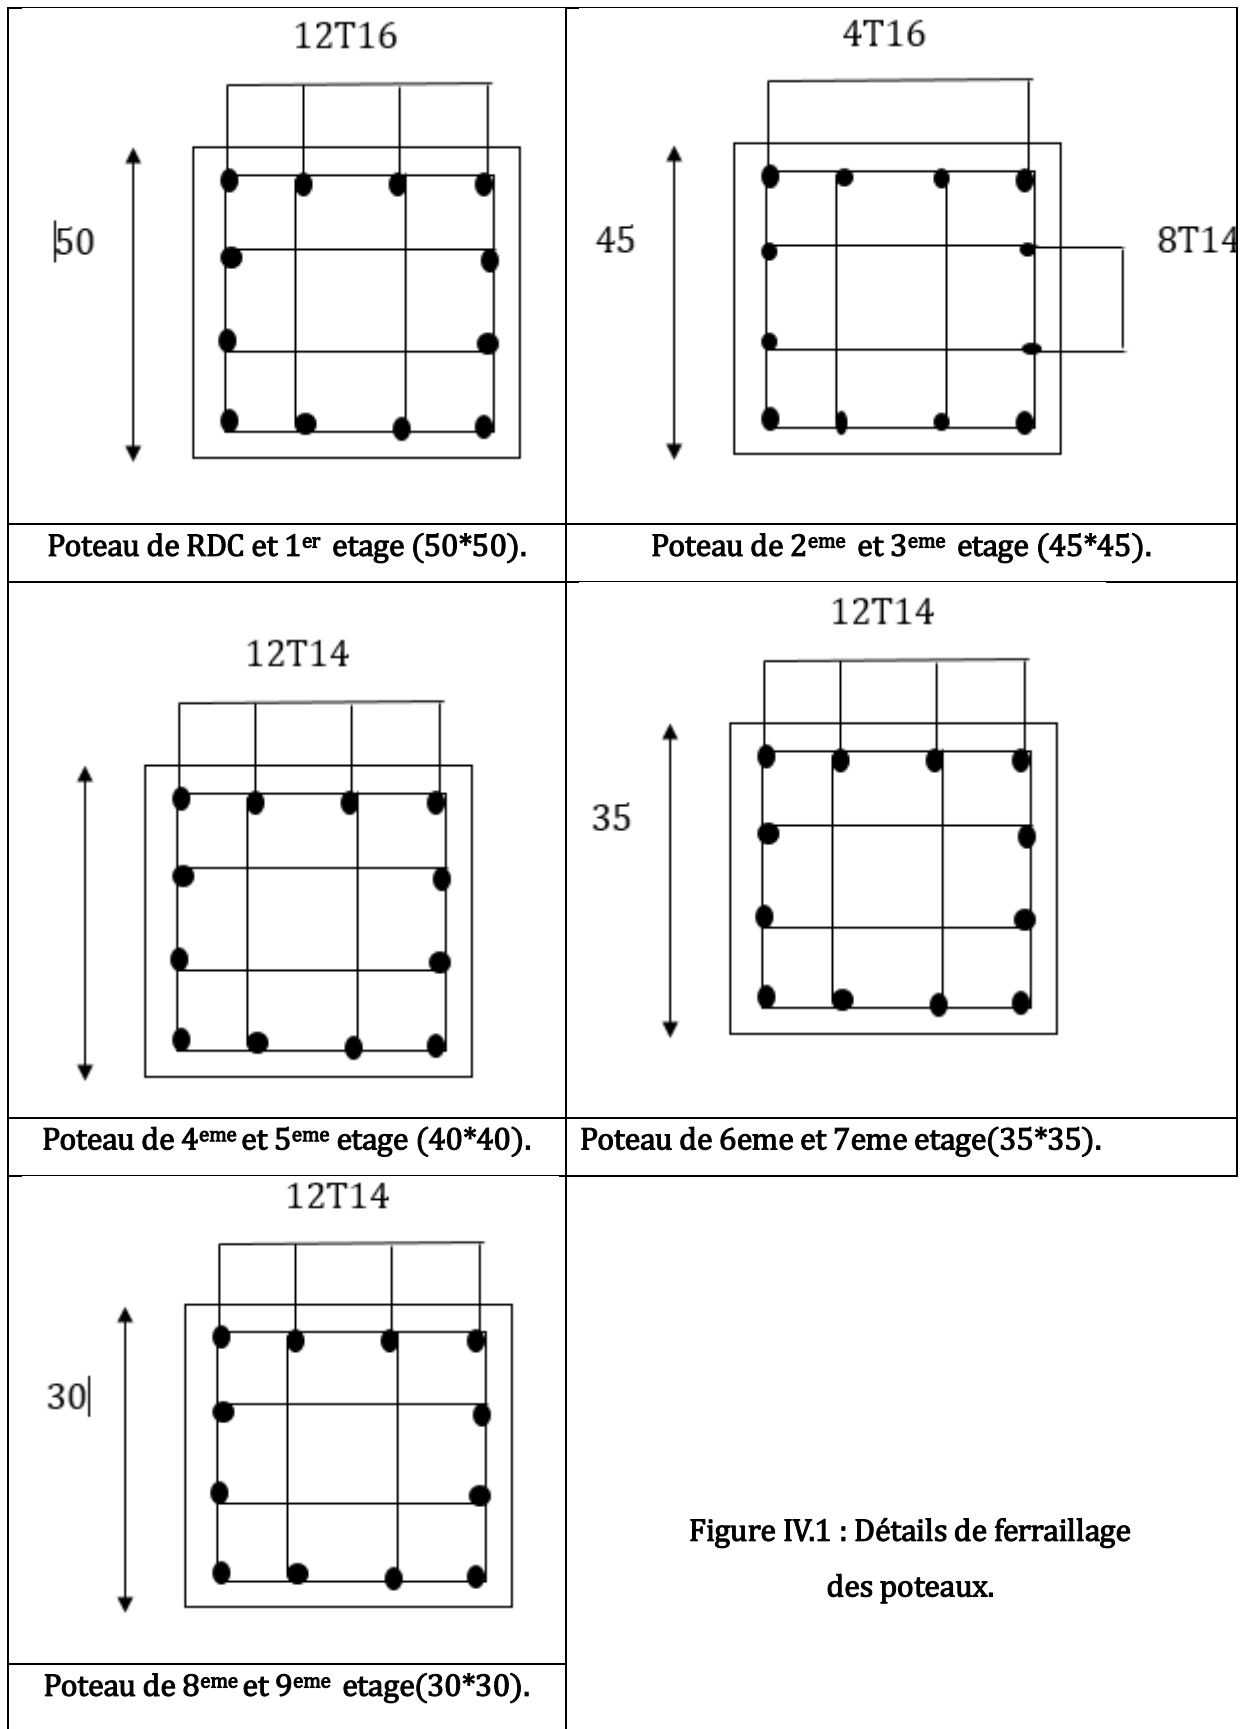 12T16
50
Poteau de RDC et 1er etage (50*50).
4T16
45
8T14
Poteau de 2eme et 3eme etage (45*45).
12T14
Poteau de 4eme et 5eme etage (40*40).
12T14
35
Poteau de 6eme et 7eme etage(35*35).
12T14
30
Poteau de 8eme et 9eme etage(30*30).
Figure IV.1 : Détails de ferraillage
des poteaux.